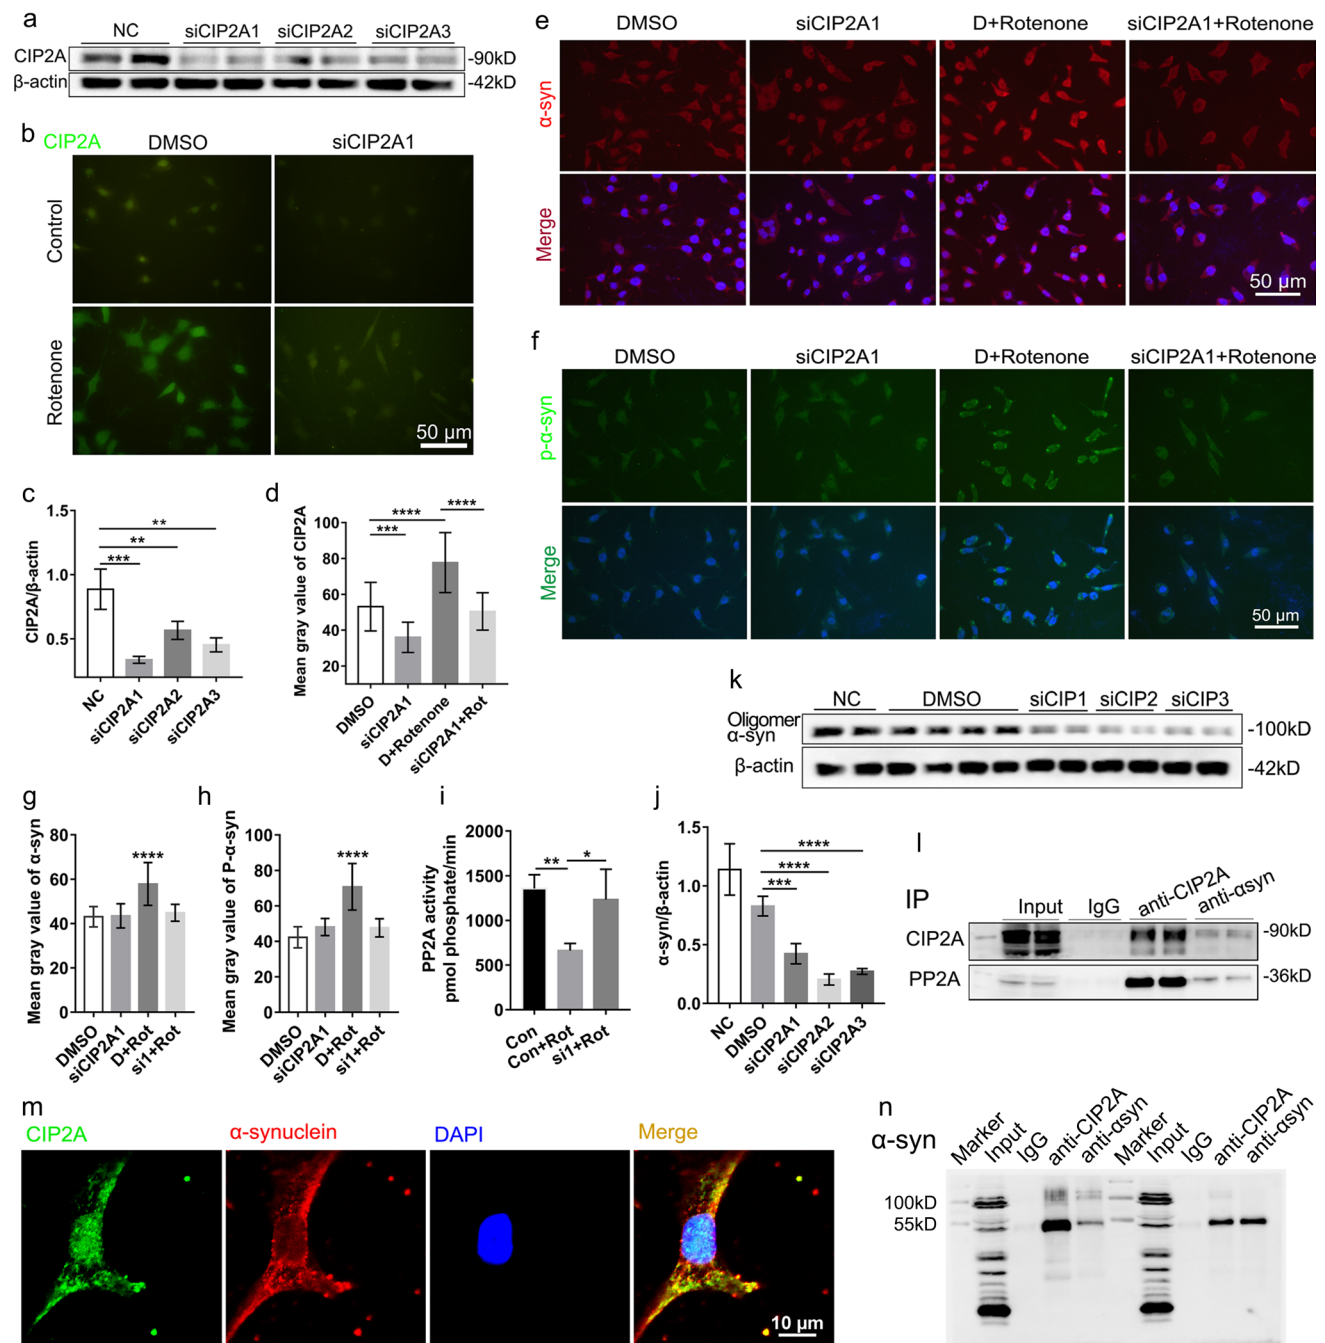 a
NC siCIP2A1 siCIP2A2 siCIP2A3
CIP2A -90kD
β-actin -42kD
b
CIP2A DMSO siCIP2A1
Control
Rotenone
50 µm
c
CIP2A/β-actin
1.5
1.0
0.5
**
**
***
NC siCIP2A1 siCIP2A2 siCIP2A3
d
Mean gray value of CIP2A
100
80
60
40
20
**** ****
***
DMSO siCIP2A1 D+Rotenone siCIP2A1+Rot
e
DMSO siCIP2A1 D+Rotenone siCIP2A1+Rotenone
α-syn
Merge
50 µm
f
DMSO siCIP2A1 D+Rotenone siCIP2A1+Rotenone
p-α-syn
Merge
50 µm
k
NC DMSO siCIP1 siCIP2 siCIP3
Oligomer
α-syn -100kD
β-actin -42kD
g
Mean gray value of α-syn
80
60
40
20
0
****
DMSO siCIP2A1 D+Rot si1+Rot
h
Mean gray value of P-α-syn
100
80
60
40
20
0
****
DMSO siCIP2A1 D+Rot si1+Rot
i
PP2A activity
pmol phosphate/min
2000
1500
1000
500
0
** *
Con Con+Rot si1+Rot
j
α-syn/β-actin
1.5
1.0
0.5
0.0
****
****
***
NC DMSO siCIP2A1 siCIP2A2 siCIP2A3
l
IP Input IgG anti-CIP2A anti-αsyn
CIP2A -90kD
PP2A -36kD
m
CIP2A α-synuclein DAPI Merge
10 µm
n
α-syn Marker Input IgG anti-CIP2A anti-αsyn Marker Input IgG anti-CIP2A anti-αsyn
100kD
55kD